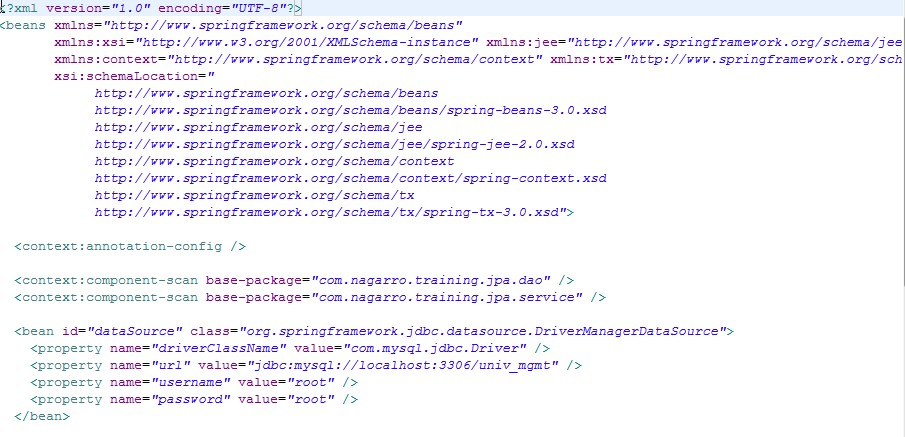 <?xml version="1.0" encoding="UTF-8"?>
<beans xmlns="http://www.springframework.org/schema/beans"
xmlns:xsi="http://www.w3.org/2001/XMLSchema-instance" xmlns:jee="http://www.springframework.org/schema/jee
xmlns:context="http://www.springframework.org/schema/context" xmlns:tx="http://www.springframework.org/sch
xsi:schemaLocation="
http://www.springframework.org/schema/beans
http://www.springframework.org/schema/beans/spring-beans-3.0.xsd
http://www.springframework.org/schema/jee
http://www.springframework.org/schema/jee/spring-jee-2.0.xsd
http://www.springframework.org/schema/context
http://www.springframework.org/schema/context/spring-context.xsd
http://www.springframework.org/schema/tx
http://www.springframework.org/schema/tx/spring-tx-3.0.xsd">
<context:annotation-config />
<context:component-scan base-package="com.nagarro.training.jpa.dao" />
<context:component-scan base-package="com.nagarro.training.jpa.service" />
<bean id="dataSource" class="org.springframework.jdbc.datasource.DriverManagerDataSource">
<property name="driverClassName" value="com.mysql.jdbc.Driver" />
<property name="url" value="jdbc:mysql://localhost:3306/univ_mgmt" />
<property name="username" value="root" />
<property name="password" value="root" />
</bean>